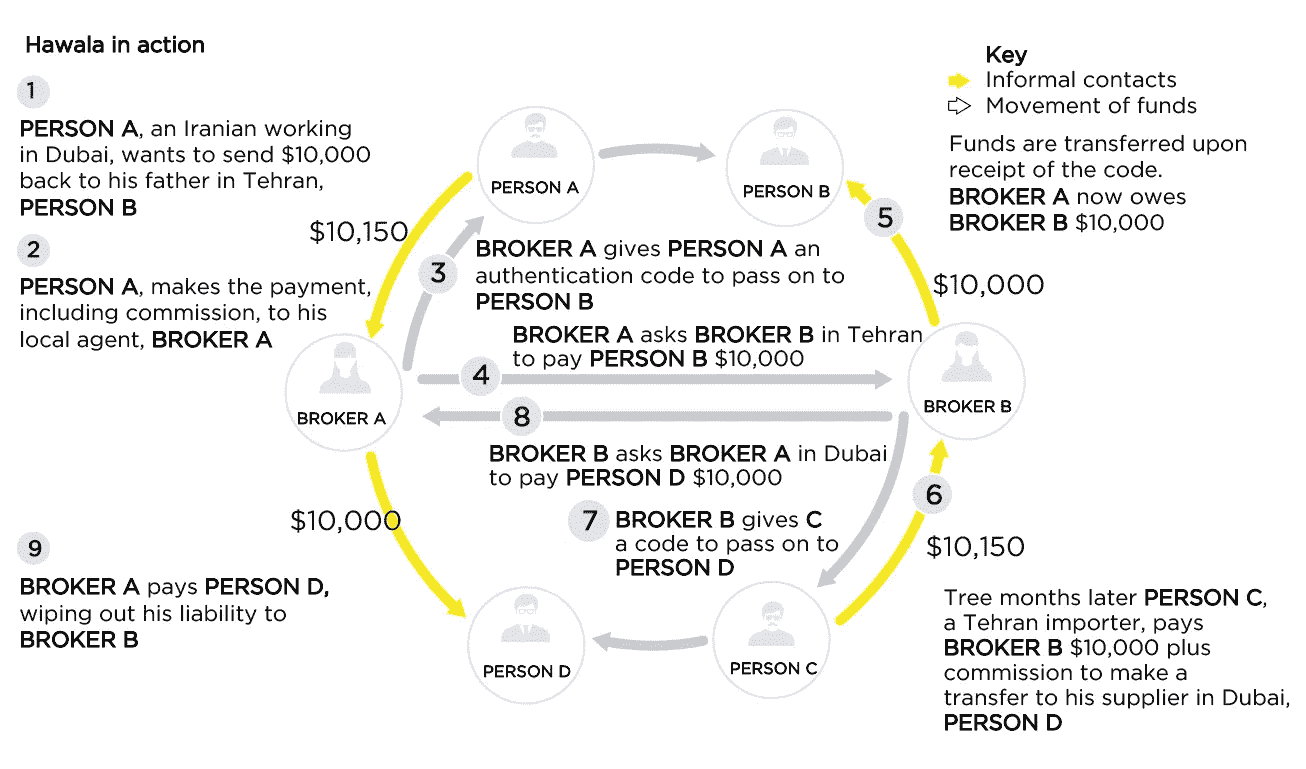 Hawala in action
1
PERSON A, an Iranian working
in Dubai, wants to send $10,000
back to his father in Tehran,
PERSON B
2
PERSON A, makes the payment,
including commission, to his
local agent, BROKER A
$10,150
PERSON A
PERSON B
Key
Informal contacts
Movement of funds
Funds are transferred upon
receipt of the code.
BROKER A now owes
BROKER B $10,000
3
BROKER A gives PERSON A an
authentication code to pass on to
PERSON B
5
$10,000
BROKER A asks BROKER B in Tehran
to pay PERSON B $10,000
4
BROKER A
BROKER B
8
BROKER B asks BROKER A in Dubai
to pay PERSON D $10,000
6
$10,150
7
BROKER B gives C
a code to pass on to
PERSON D
$10,000
9
BROKER A pays PERSON D,
wiping out his liability to
BROKER B
PERSON D
PERSON C
Tree months later PERSON C,
a Tehran importer, pays
BROKER B $10,000 plus
commission to make a
transfer to his supplier in Dubai,
PERSON D